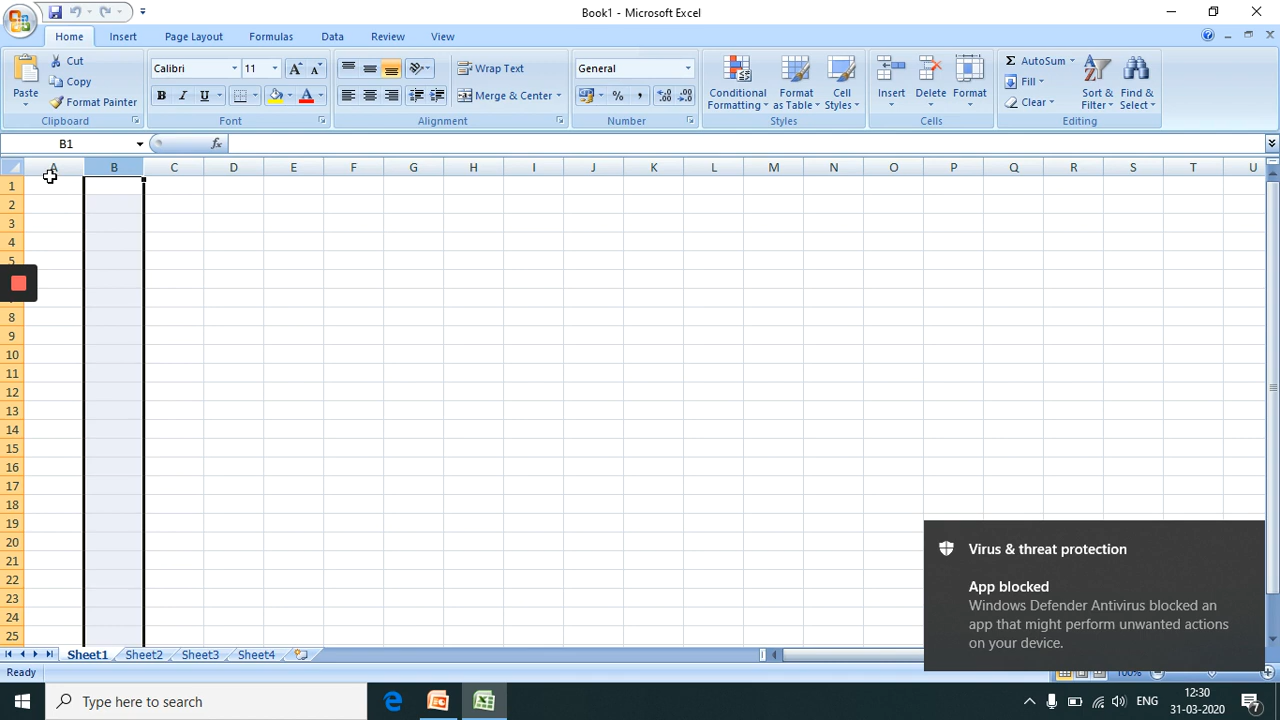 Book1 - Microsoft Excel
Home Insert Page Layout Formulas Data Review View
Paste
Cut
Copy
Format Painter
Clipboard
Calibri 11
B I U A A A
Font
Wrap Text
Merge & Center
Alignment
General
% ,
Number
Conditional Formatting
Format as Table
Cell Styles
Styles
Insert Delete Format
Cells
Σ AutoSum
Fill
Clear
Sort & Filter
Find & Select
Editing
B1
fx
A B C D E F G H I J K L M N O P Q R S T U
1
2
3
4
5
8
9
10
11
12
13
14
15
16
17
18
19
20
21
22
23
24
25
Virus & threat protection
App blocked
Windows Defender Antivirus blocked an
app that might perform unwanted actions
on your device.
Sheet1 Sheet2 Sheet3 Sheet4
Ready
100%
Type here to search
ENG
12:30
31-03-2020
7